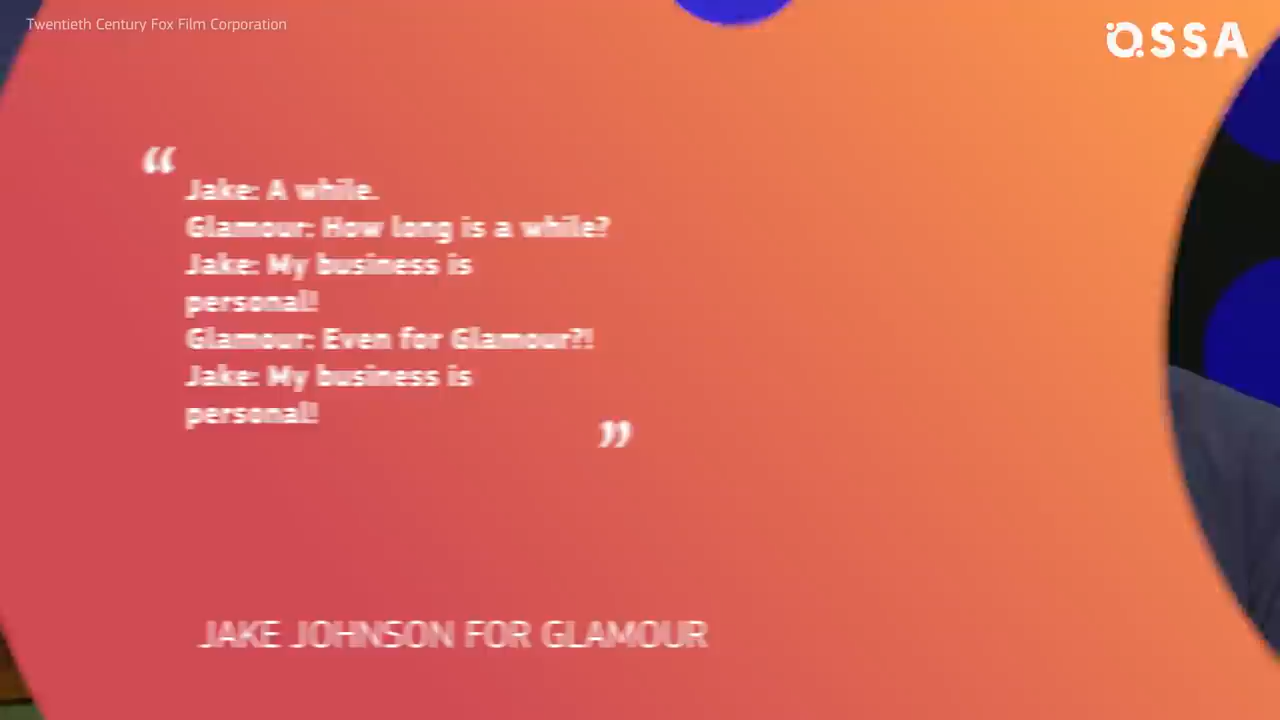 Twentieth Century Fox Film Corporation
OSSA
“
Jake: A while.
Glamour: How long is a while?
Jake: My business is
personal!
Glamour: Even for Glamour?!
Jake: My business is
personal!
”
JAKE JOHNSON FOR GLAMOUR